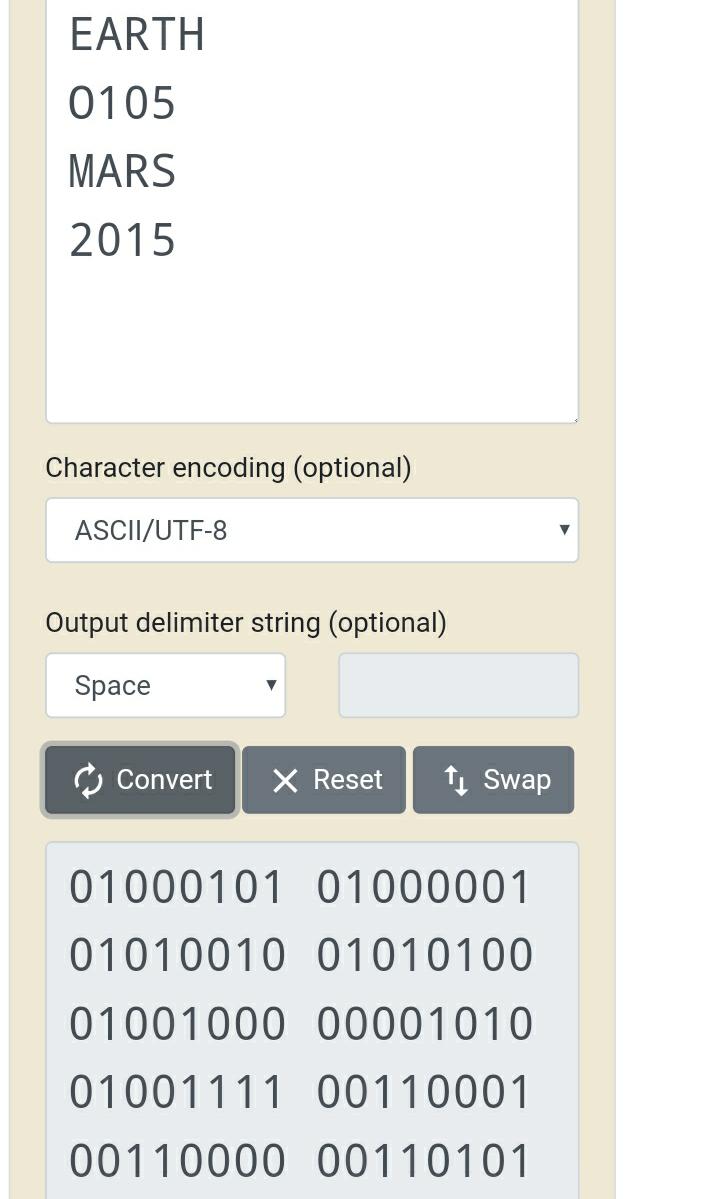 EARTH
O105
MARS
2015
Character encoding (optional)
ASCII/UTF-8
Output delimiter string (optional)
Space
Convert Reset Swap
01000101 01000001
01010010 01010100
01001000 00001010
01001111 00110001
00110000 00110101